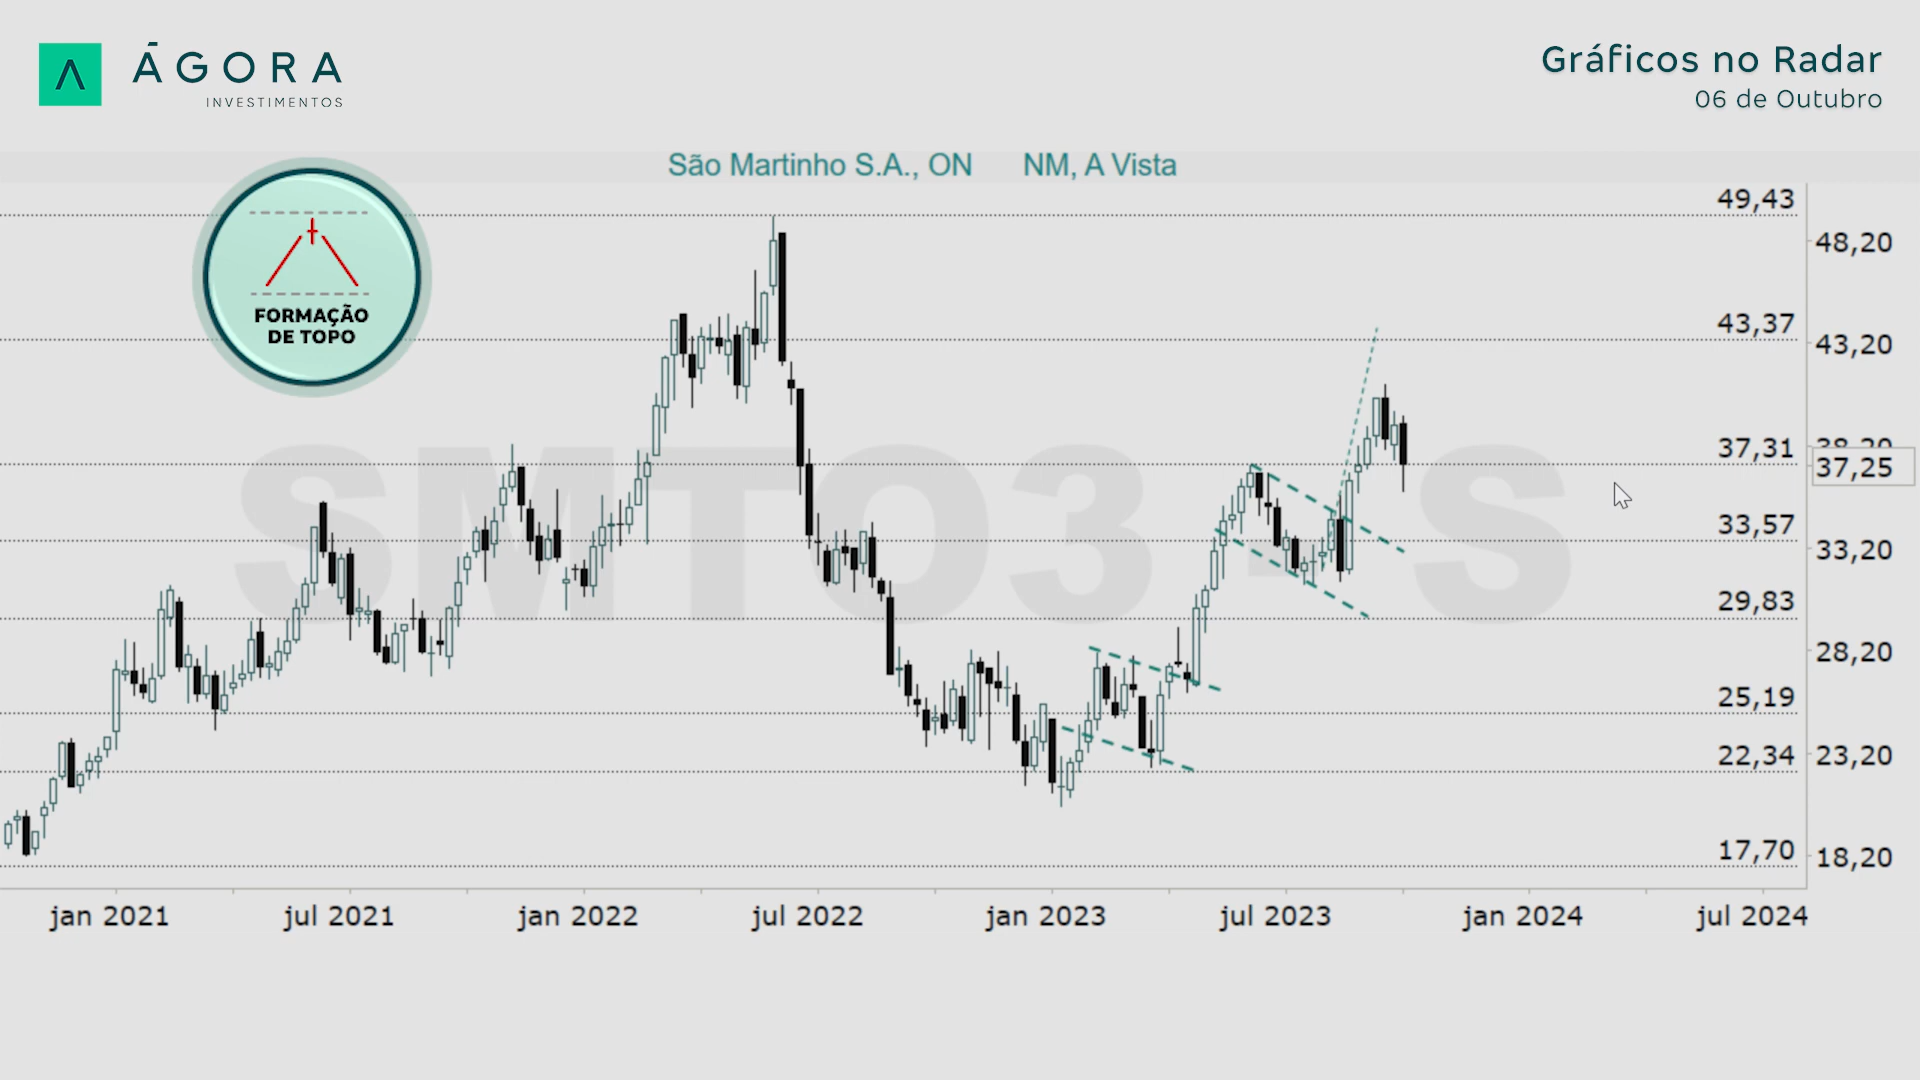 ÁGORA
INVESTIMENTOS
Gráficos no Radar
06 de Outubro
São Martinho S.A., ON NM, A Vista
FORMAÇÃO
DE TOPO
SMTO3 - S
49,43
43,37
37,31
33,57
29,83
25,19
22,34
17,70
48,20
43,20
38,20
37,25
33,20
28,20
23,20
18,20
jan 2021 jul 2021 jan 2022 jul 2022 jan 2023 jul 2023 jan 2024 jul 2024